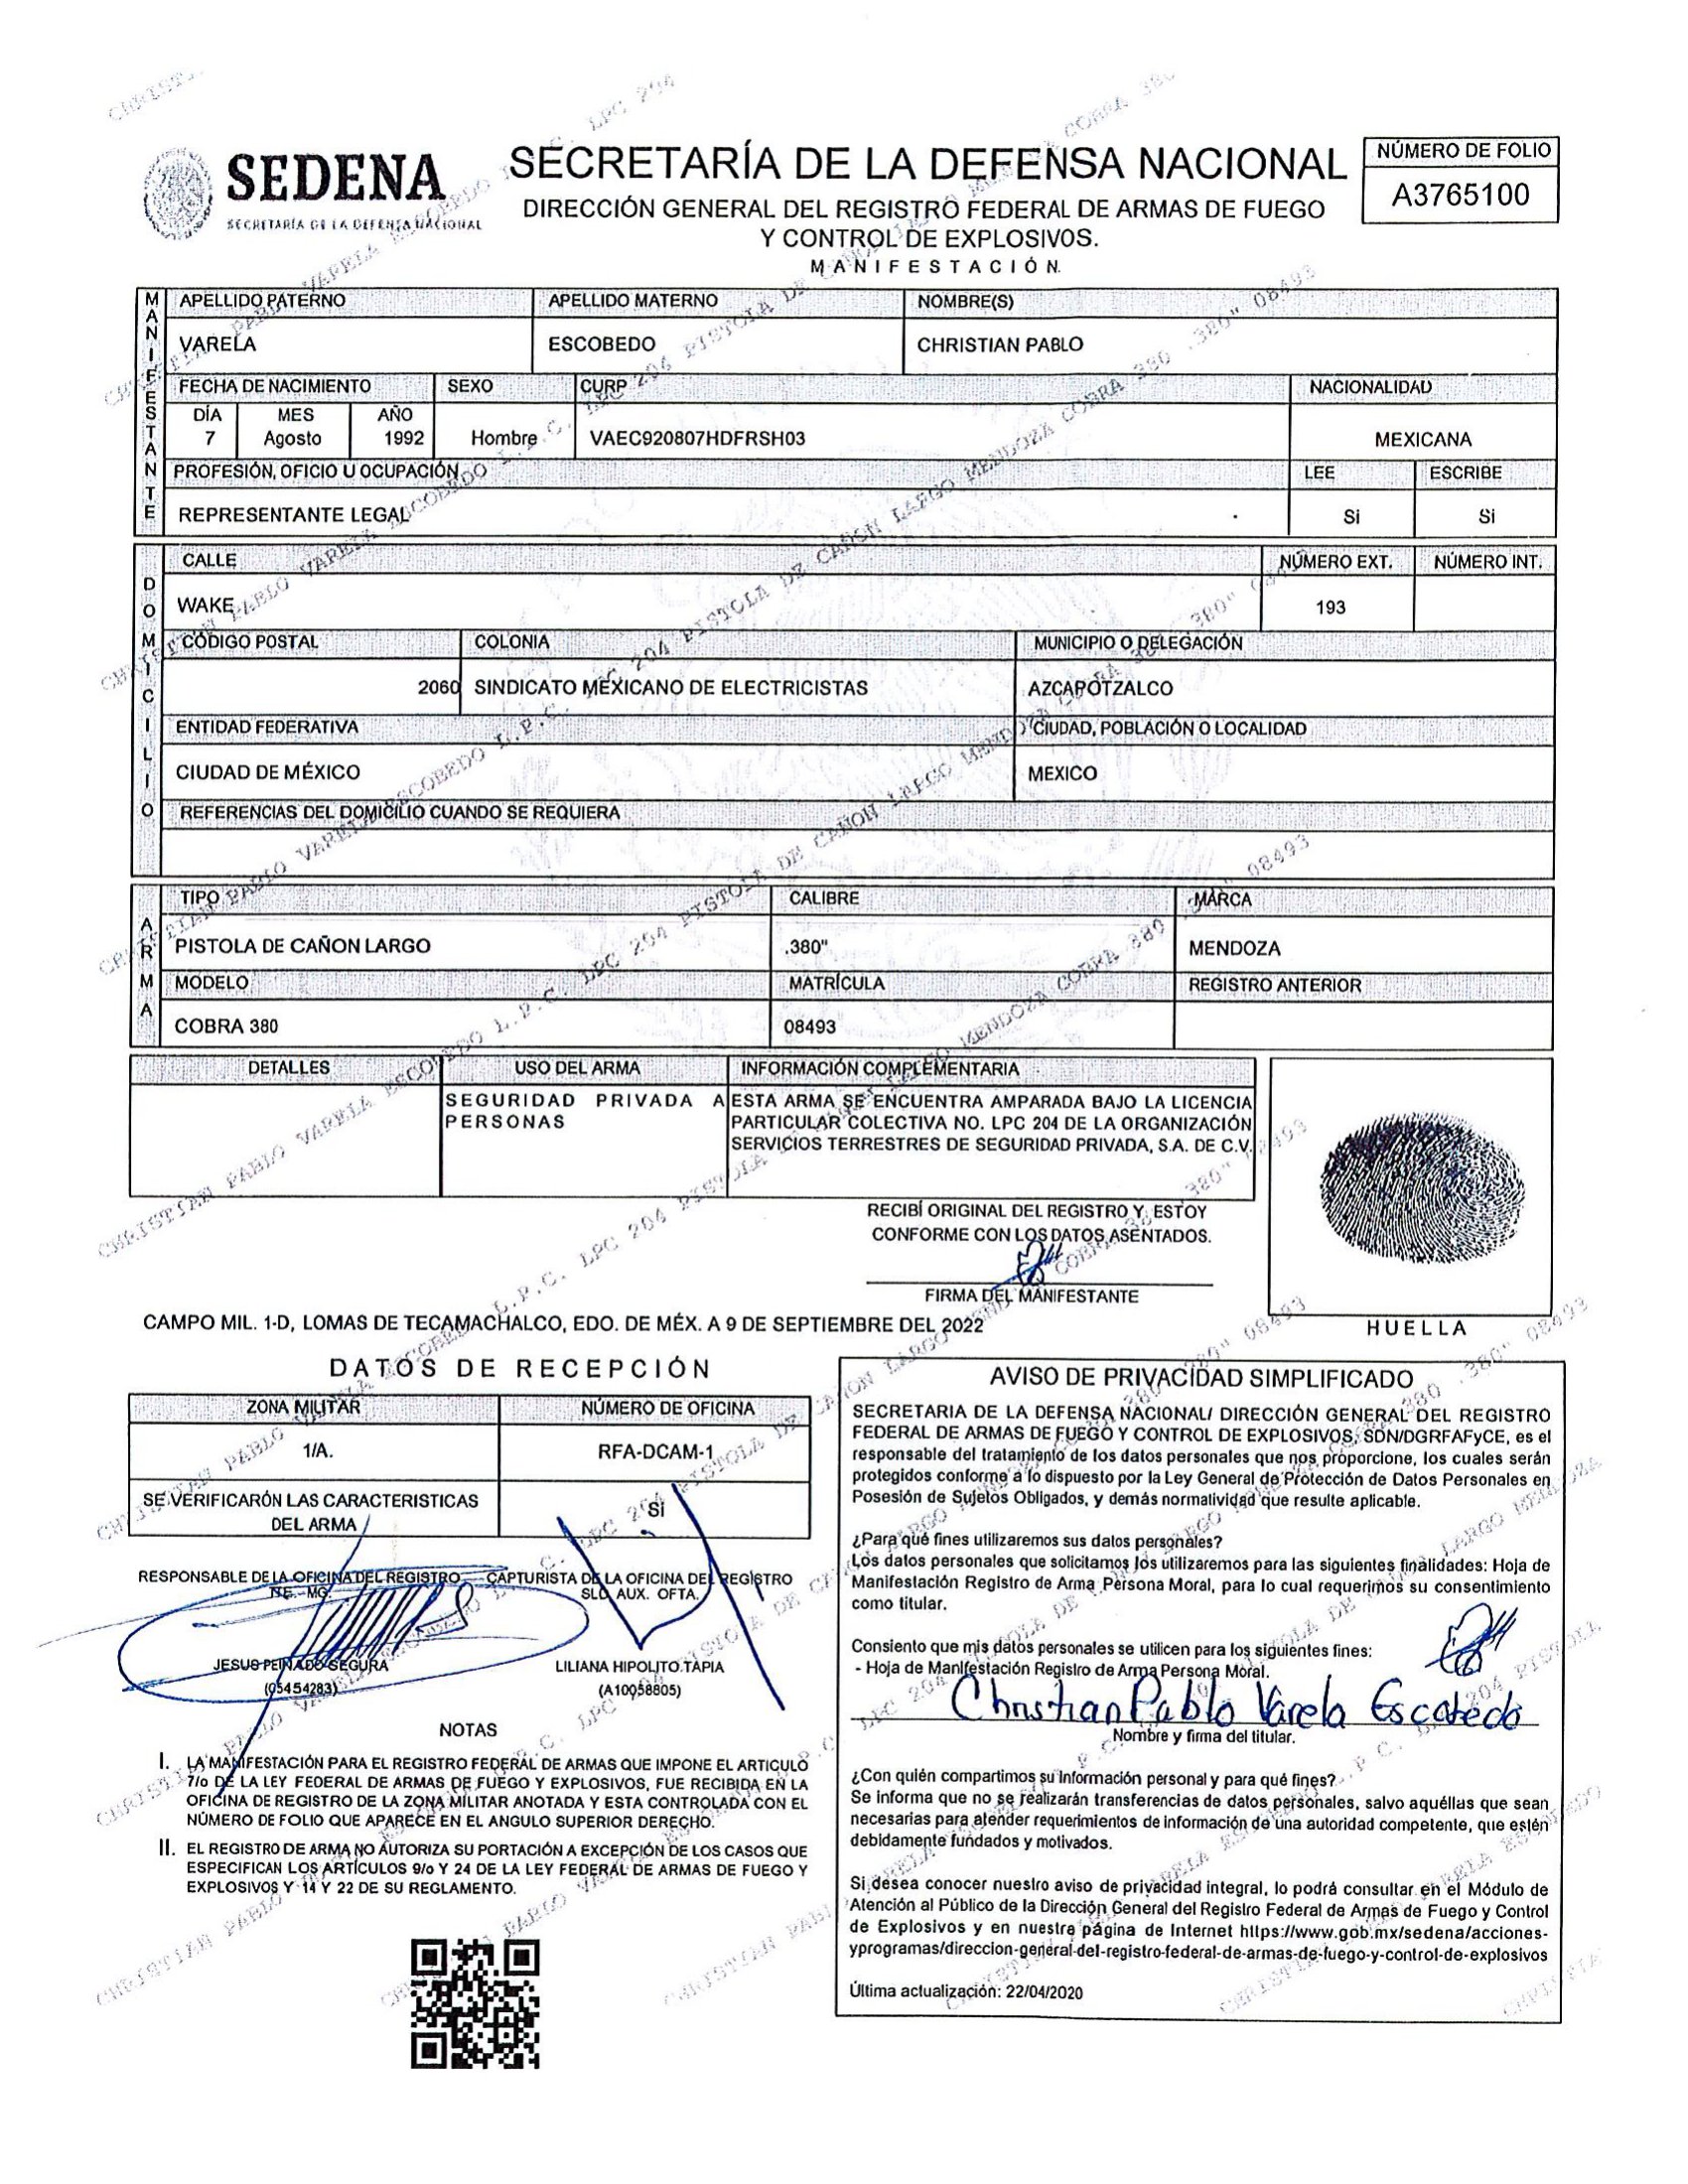 SEDENA
SECRETARÍA DE LA DEFENSA NACIONAL
SECRETARÍA DE LA DEFENSA NACIONAL
DIRECCIÓN GENERAL DEL REGISTRO FEDERAL DE ARMAS DE FUEGO
Y CONTROL DE EXPLOSIVOS.
MANIFESTACIÓN
NÚMERO DE FOLIO
A3765100
MANIFESTANTE
APELLIDO PATERNO APELLIDO MATERNO NOMBRE(S)
VARELA ESCOBEDO CHRISTIAN PABLO
FECHA DE NACIMIENTO SEXO CURP NACIONALIDAD
DÍA MES AÑO
7 Agosto 1992 Hombre VAEC920807HDFRSH03 MEXICANA
PROFESIÓN, OFICIO U OCUPACIÓN LEE ESCRIBE
REPRESENTANTE LEGAL Si Si
DOMICILIO
CALLE NÚMERO EXT. NÚMERO INT.
WAKE 193
CÓDIGO POSTAL COLONIA MUNICIPIO O DELEGACIÓN
2060 SINDICATO MEXICANO DE ELECTRICISTAS AZCAPOTZALCO
ENTIDAD FEDERATIVA CIUDAD, POBLACIÓN O LOCALIDAD
CIUDAD DE MÉXICO MEXICO
REFERENCIAS DEL DOMICILIO CUANDO SE REQUIERA
ARMA
TIPO CALIBRE MARCA
PISTOLA DE CAÑON LARGO .380" MENDOZA
MODELO MATRÍCULA REGISTRO ANTERIOR
COBRA 380 08493
DETALLES USO DEL ARMA INFORMACIÓN COMPLEMENTARIA
SEGURIDAD PRIVADA A
PERSONAS
ESTA ARMA SE ENCUENTRA AMPARADA BAJO LA LICENCIA
PARTICULAR COLECTIVA NO. LPC 204 DE LA ORGANIZACIÓN
SERVICIOS TERRESTRES DE SEGURIDAD PRIVADA, S.A. DE C.V.
RECIBÍ ORIGINAL DEL REGISTRO Y ESTOY
CONFORME CON LOS DATOS ASENTADOS.
FIRMA DEL MANIFESTANTE
HUELLA
CAMPO MIL. 1-D, LOMAS DE TECAMACHALCO, EDO. DE MÉX. A 9 DE SEPTIEMBRE DEL 2022
DATOS DE RECEPCIÓN
ZONA MILITAR NÚMERO DE OFICINA
1/A. RFA-DCAM-1
SE VERIFICARÓN LAS CARACTERISTICAS
DEL ARMA
SI
RESPONSABLE DE LA OFICINA DEL REGISTRO CAPTURISTA DE LA OFICINA DEL REGISTRO
SLD. AUX. OFTA.
JESUS PEINADO SEGURA LILIANA HIPOLITO TAPIA
(05454283) (A10058805)
NOTAS
I. LA MANIFESTACIÓN PARA EL REGISTRO FEDERAL DE ARMAS QUE IMPONE EL ARTICULO
7/o DE LA LEY FEDERAL DE ARMAS DE FUEGO Y EXPLOSIVOS, FUE RECIBIDA EN LA
OFICINA DE REGISTRO DE LA ZONA MILITAR ANOTADA Y ESTA CONTROLADA CON EL
NÚMERO DE FOLIO QUE APARECE EN EL ANGULO SUPERIOR DERECHO.
II. EL REGISTRO DE ARMA NO AUTORIZA SU PORTACIÓN A EXCEPCIÓN DE LOS CASOS QUE
ESPECIFICAN LOS ARTÍCULOS 9/o Y 24 DE LA LEY FEDERAL DE ARMAS DE FUEGO Y
EXPLOSIVOS Y 14 Y 22 DE SU REGLAMENTO.
AVISO DE PRIVACIDAD SIMPLIFICADO
SECRETARIA DE LA DEFENSA NACIONAL/ DIRECCIÓN GENERAL DEL REGISTRO
FEDERAL DE ARMAS DE FUEGO Y CONTROL DE EXPLOSIVOS, SDN/DGRFAFyCE, es el
responsable del tratamiento de los datos personales que nos proporcione, los cuales serán
protegidos conforme a lo dispuesto por la Ley General de Protección de Datos Personales en
Posesión de Sujetos Obligados, y demás normatividad que resulte aplicable.
¿Para qué fines utilizaremos sus datos personales?
Los datos personales que solicitamos los utilizaremos para las siguientes finalidades: Hoja de
Manifestación Registro de Arma Persona Moral, para lo cual requerimos su consentimiento
como titular.
Consiento que mis datos personales se utilicen para los siguientes fines:
- Hoja de Manifestación Registro de Arma Persona Moral.
Christian Pablo Varela Escobedo
Nombre y firma del titular.
¿Con quién compartimos su información personal y para qué fines?
Se informa que no se realizarán transferencias de datos personales, salvo aquéllas que sean
necesarias para atender requerimientos de información de una autoridad competente, que estén
debidamente fundados y motivados.
Si desea conocer nuestro aviso de privacidad integral, lo podrá consultar en el Módulo de
Atención al Público de la Dirección General del Registro Federal de Armas de Fuego y Control
de Explosivos y en nuestra página de Internet https://www.gob.mx/sedena/acciones-
yprogramas/direccion-general-del-registro-federal-de-armas-de-fuego-y-control-de-explosivos
Última actualización: 22/04/2020